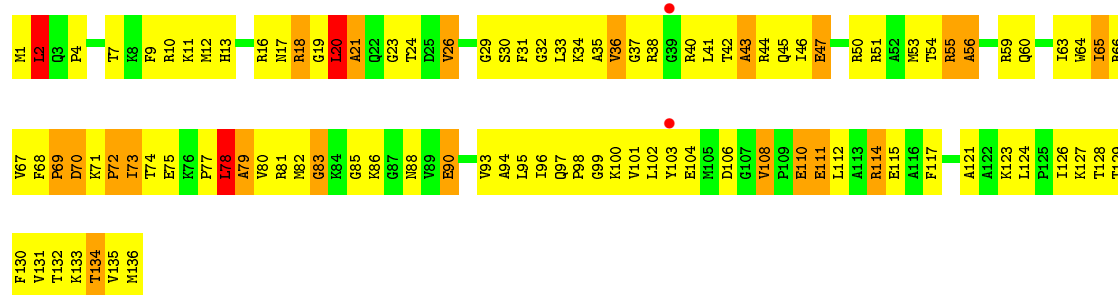 M1 L2 Q3 P4 T7 K8 F9 R10 K11 M12 H13 R16 N17 R18 G19 L20 A21 Q22 G23 T24 D25 V26 G29 S30 F31 G32 L33 K34 A35 V36 G37 R38 G39 R40 L41 T42 A43 R44 Q45 I46 E47 R50 R51 A52 M53 T54 R55 A56 R59 Q60 I63 W64 I65 R66
V67 F68 P69 D70 K71 P72 I73 T74 E75 K76 P77 L78 A79 V80 R81 M82 G83 K84 G85 K86 G87 N88 V89 E90 V93 A94 L95 I96 Q97 P98 G99 K100 V101 L102 Y103 E104 M105 D106 G107 V108 P109 E110 E111 L112 A113 R114 E115 A116 F117 A121 A122 K123 L124 P125 I126 K127 T128 T129
F130 V131 T132 K133 T134 V135 M136